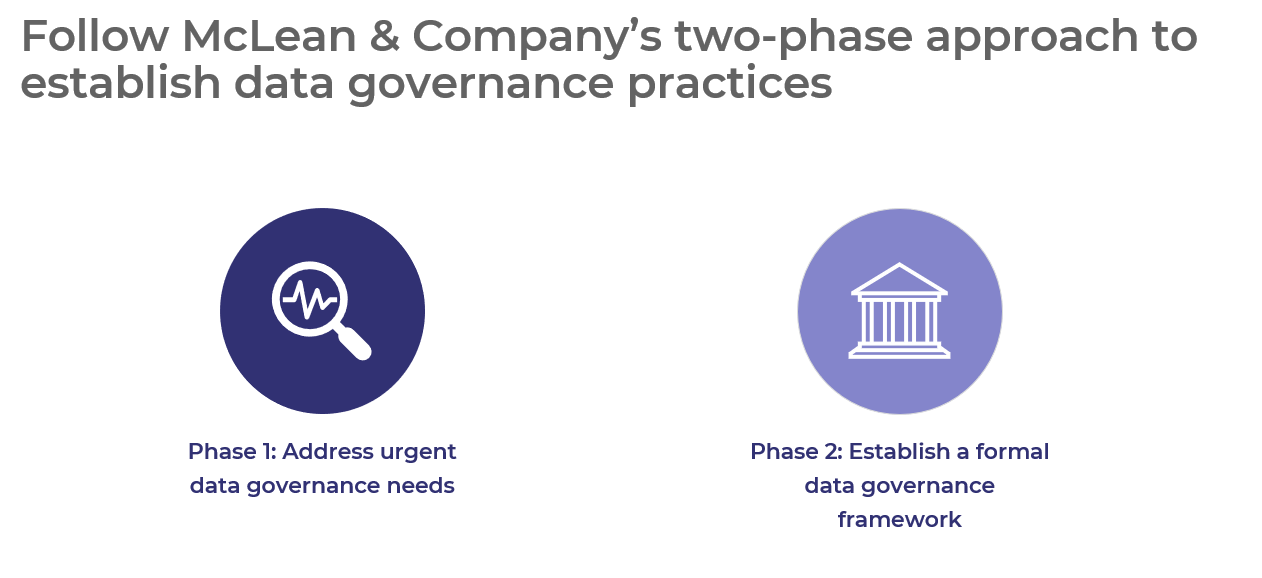 Follow McLean & Company’s two-phase approach to
establish data governance practices
Phase 1: Address urgent
data governance needs
Phase 2: Establish a formal
data governance
framework